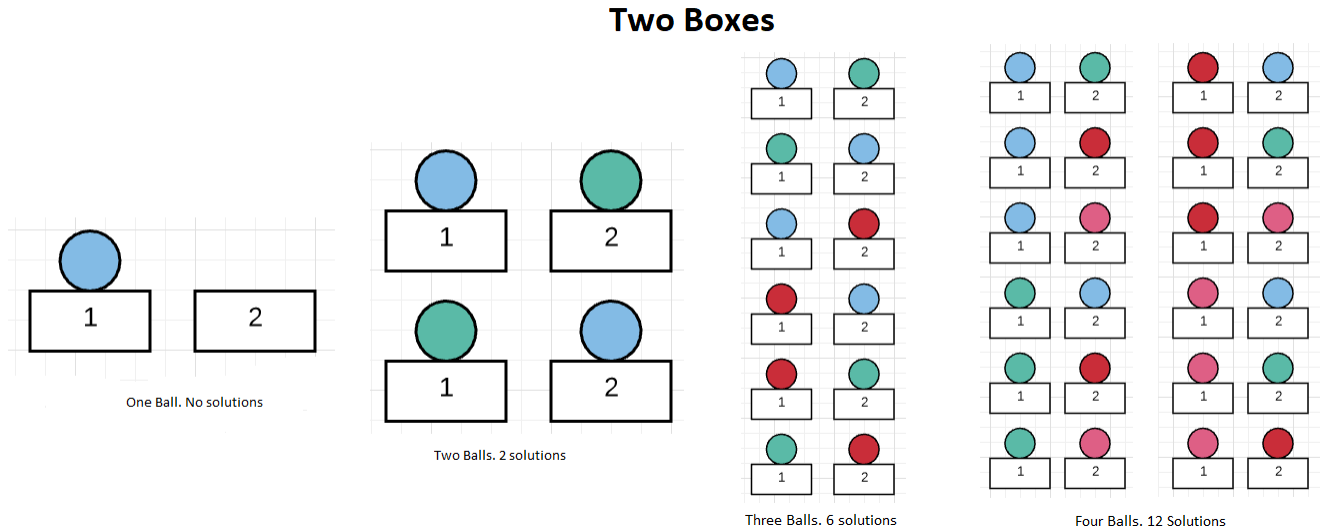 Two Boxes
1 2
One Ball. No solutions
1 2
1 2
Two Balls. 2 solutions
1 2
1 2
1 2
1 2
1 2
1 2
Three Balls. 6 solutions
1 2 1 2
1 2 1 2
1 2 1 2
1 2 1 2
1 2 1 2
1 2 1 2
Four Balls. 12 Solutions